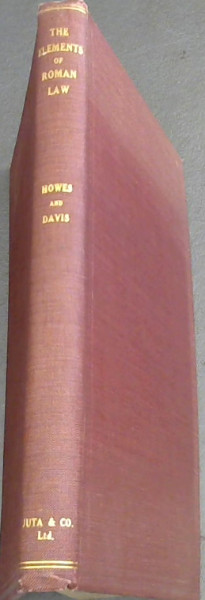 THE
ELEMENTS
OF
ROMAN
LAW
HOWES
AND
DAVIS
JUTA & CO.
Ltd.